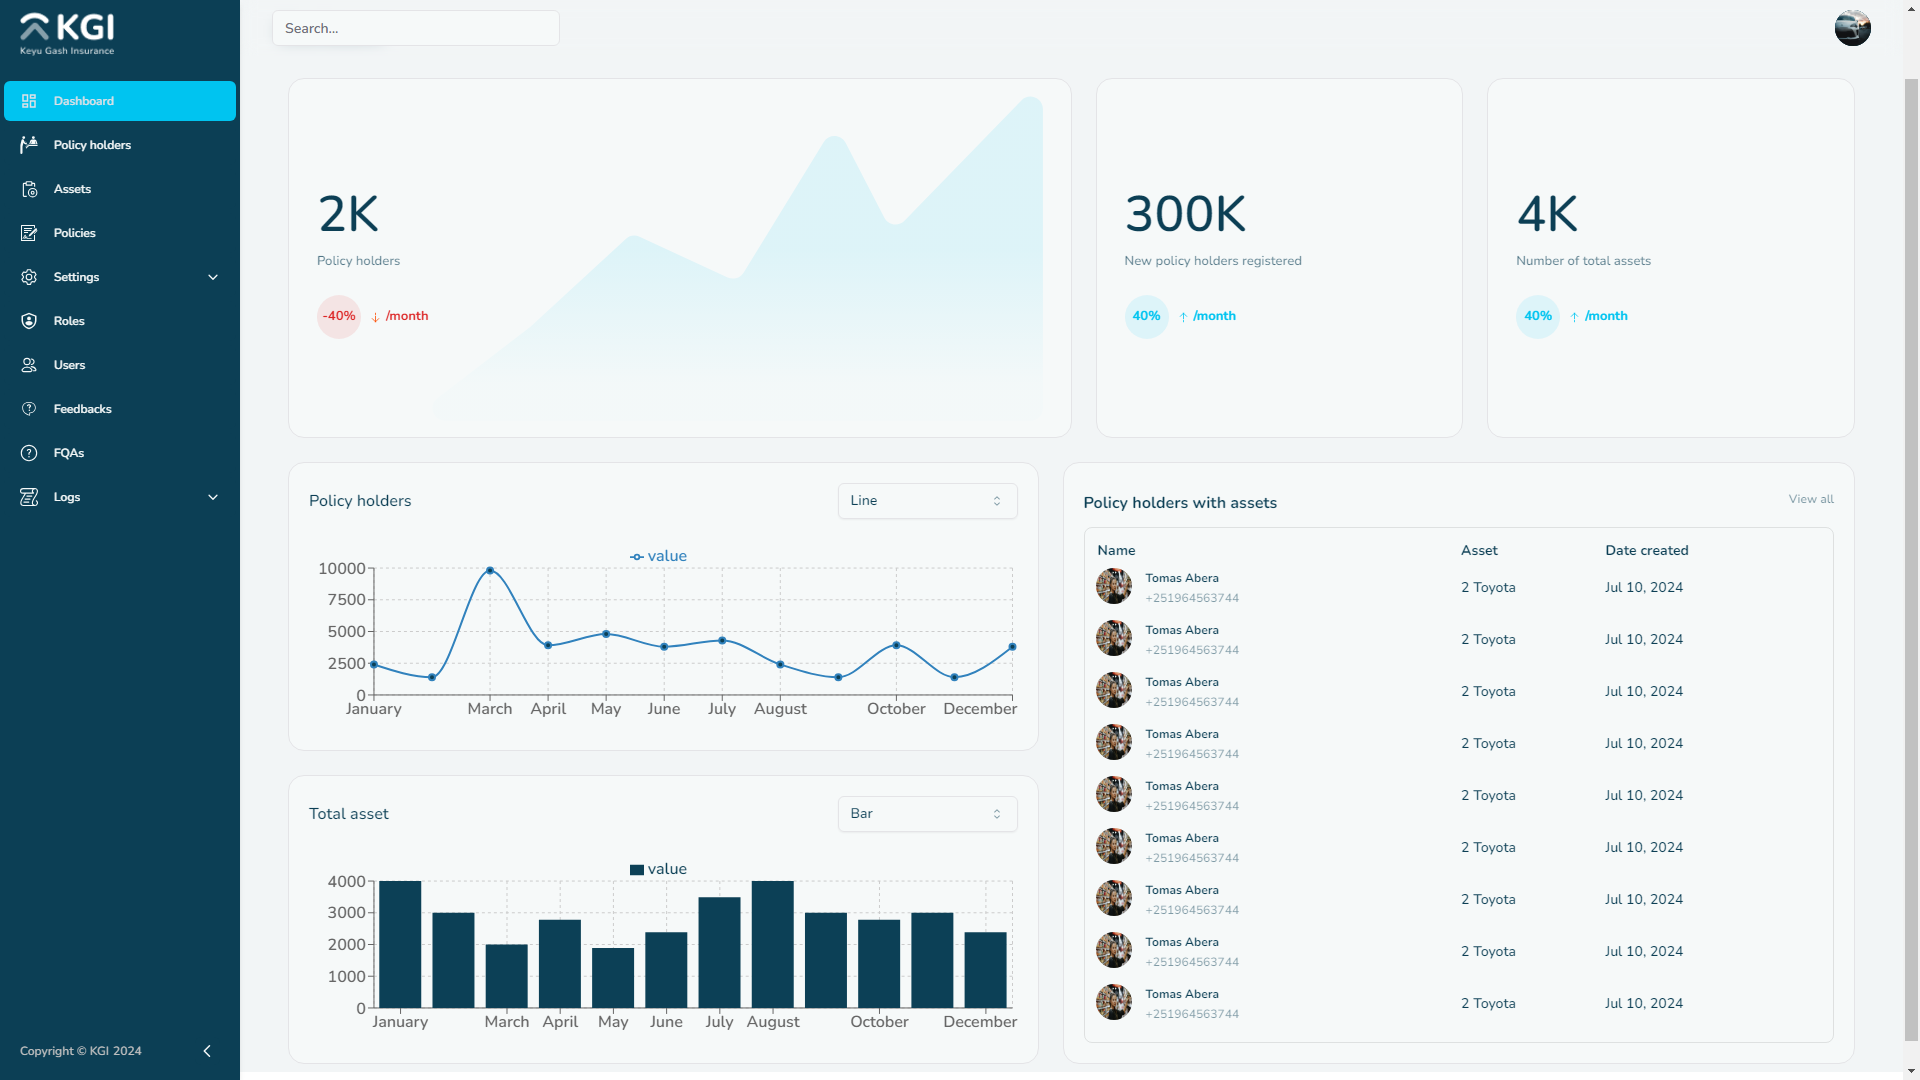 KGI
Keyu Gash Insurance
Dashboard
Policy holders
Assets
Policies
Settings
Roles
Users
Feedbacks
FQAs
Logs
Copyright © KGI 2024
Search...
2K
Policy holders
-40% ↓ /month
300K
New policy holders registered
40% ↑ /month
4K
Number of total assets
40% ↑ /month
Policy holders
Line
value
10000
7500
5000
2500
0
January March April May June July August October December
Total asset
Bar
value
4000
3000
2000
1000
0
January March April May June July August October December
Policy holders with assets
View all
Name Asset Date created
Tomas Abera
+251964563744
2 Toyota Jul 10, 2024
Tomas Abera
+251964563744
2 Toyota Jul 10, 2024
Tomas Abera
+251964563744
2 Toyota Jul 10, 2024
Tomas Abera
+251964563744
2 Toyota Jul 10, 2024
Tomas Abera
+251964563744
2 Toyota Jul 10, 2024
Tomas Abera
+251964563744
2 Toyota Jul 10, 2024
Tomas Abera
+251964563744
2 Toyota Jul 10, 2024
Tomas Abera
+251964563744
2 Toyota Jul 10, 2024
Tomas Abera
+251964563744
2 Toyota Jul 10, 2024